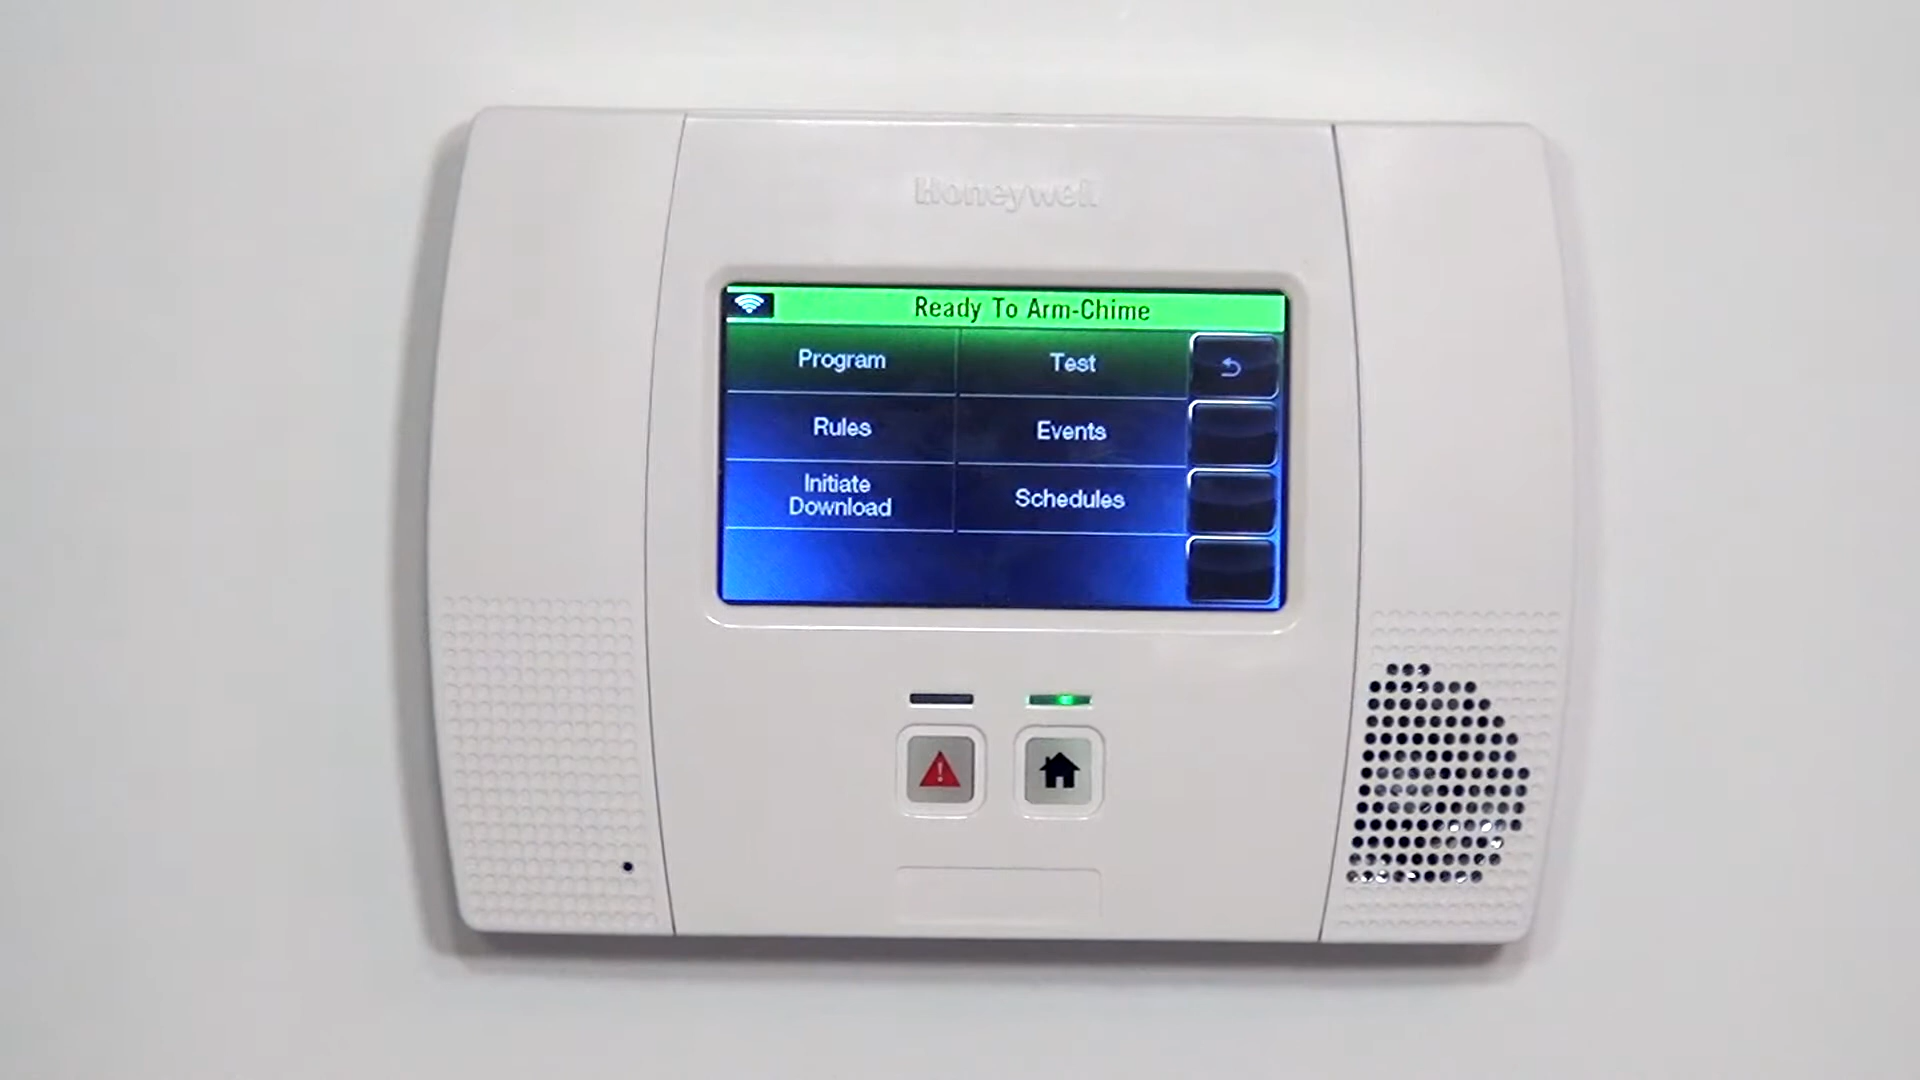 Honeywell
Ready To Arm-Chime
Program
Test
Rules
Events
Initiate
Download
Schedules